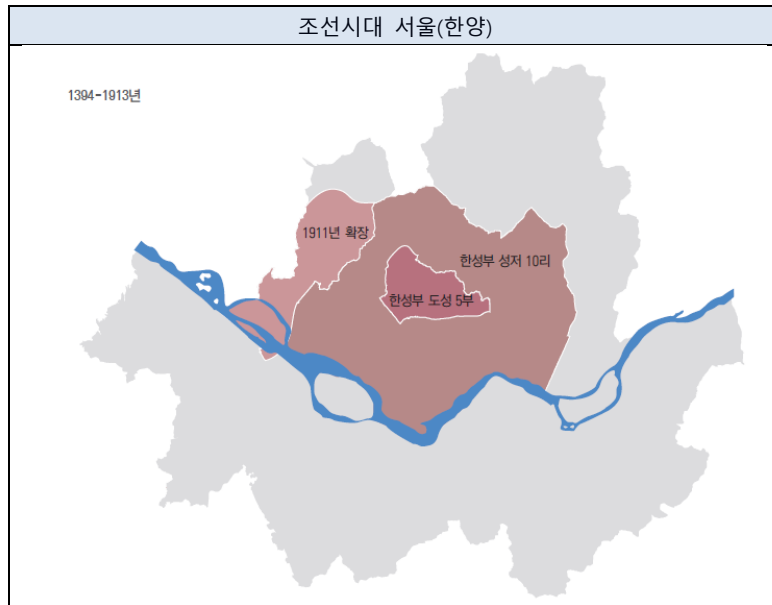 조선시대 서울(한양)
1394-1913년
1911년 확장
한성부 성저 10리
한성부 도성 5부